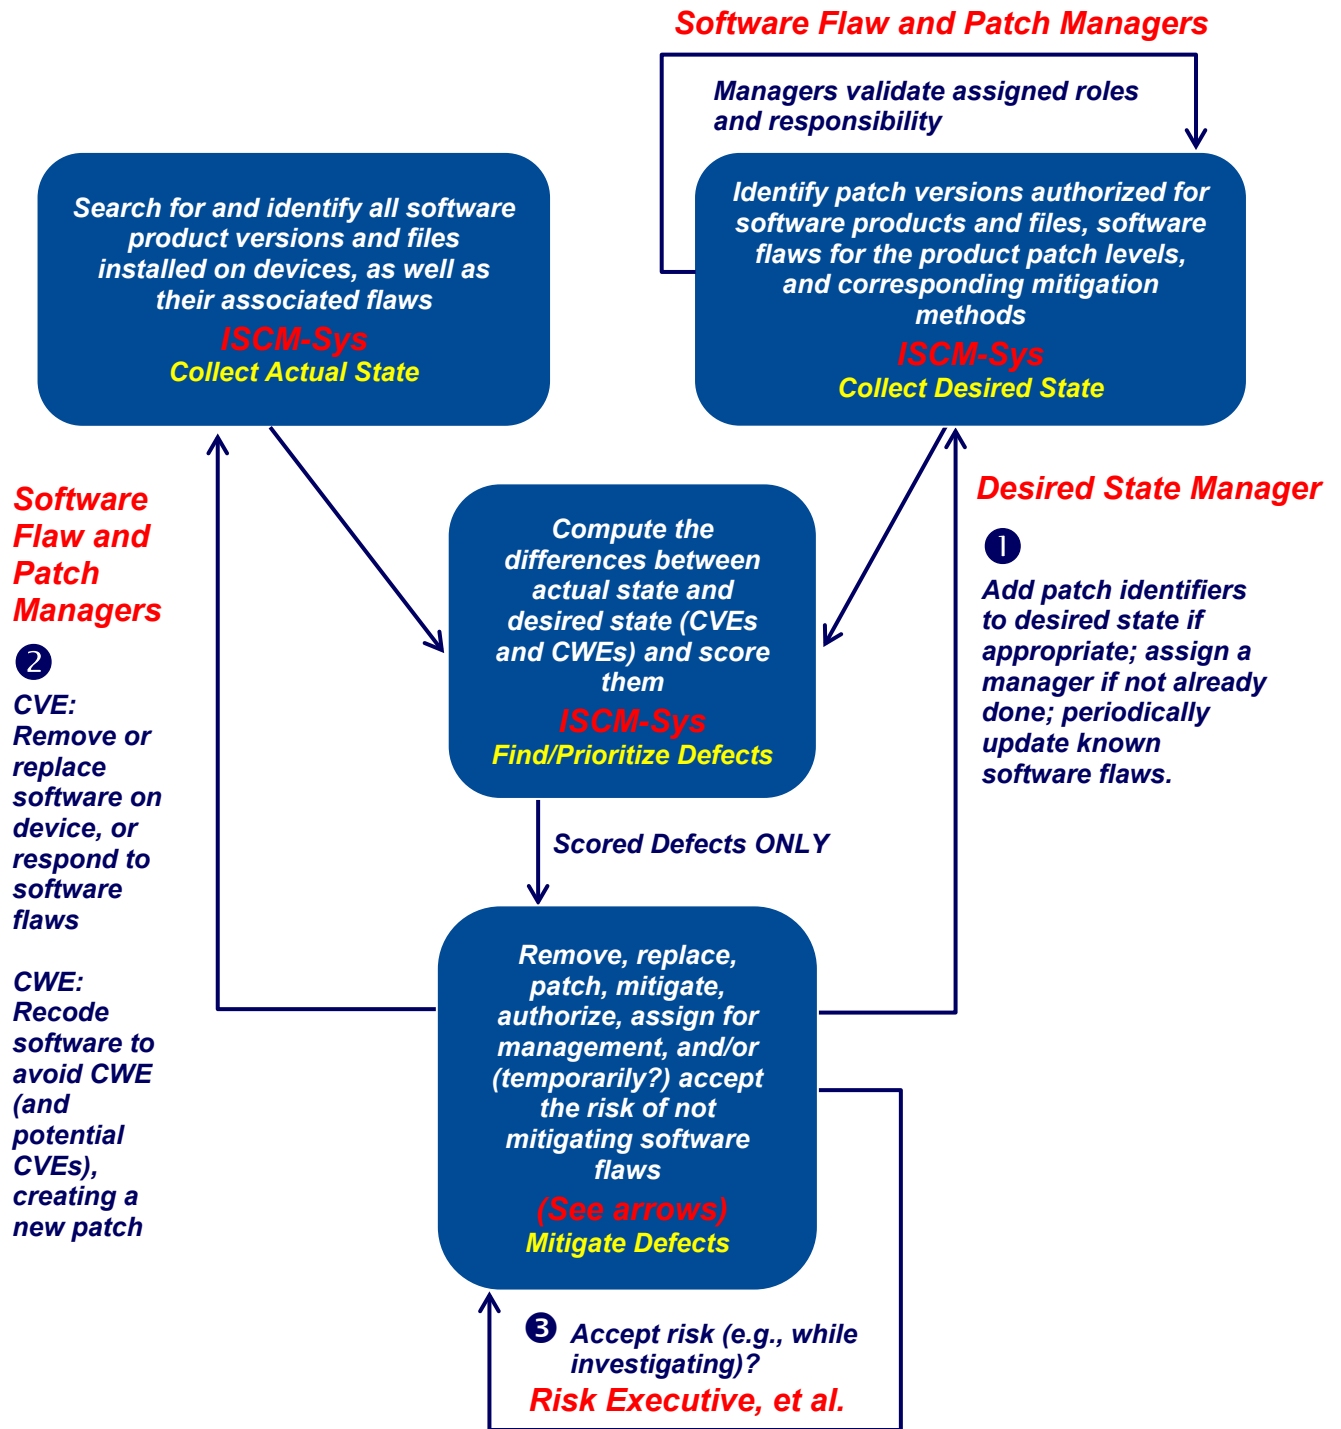 Software Flaw and Patch Managers
Managers validate assigned roles
and responsibility
Search for and identify all software
product versions and files
installed on devices, as well as
their associated flaws
ISCM-Sys
Collect Actual State
Identify patch versions authorized for
software products and files, software
flaws for the product patch levels,
and corresponding mitigation
methods
ISCM-Sys
Collect Desired State
Software
Flaw and
Patch
Managers
❷
CVE:
Remove or
replace
software on
device, or
respond to
software
flaws
CWE:
Recode
software to
avoid CWE
(and
potential
CVEs),
creating a
new patch
Compute the
differences between
actual state and
desired state (CVEs
and CWEs) and score
them
ISCM-Sys
Find/Prioritize Defects
Desired State Manager
❶
Add patch identifiers
to desired state if
appropriate; assign a
manager if not already
done; periodically
update known
software flaws.
Scored Defects ONLY
Remove, replace,
patch, mitigate,
authorize, assign for
management, and/or
(temporarily?) accept
the risk of not
mitigating software
flaws
(See arrows)
Mitigate Defects
❸ Accept risk (e.g., while
investigating)?
Risk Executive, et al.